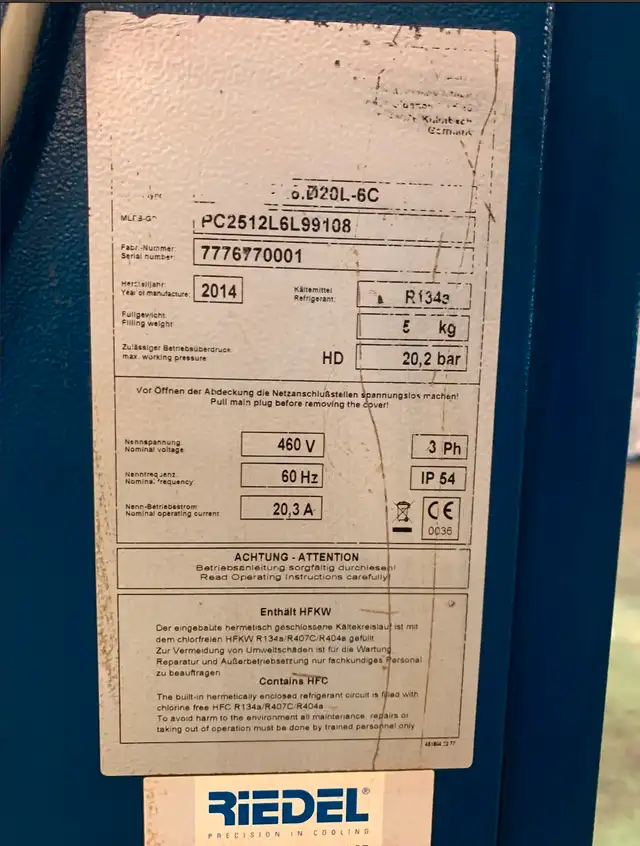 Kulmbach
Germany
.D20L-6C
PC2512L6L99108
Fabr.-Nummer:
Serial number:
7776770001
Herstelljahr:
Year of manufacture:
2014
Kältemittel
Refrigerant:
R134a
Füllgewicht:
Filling weight
5 kg
Zulässiger Betriebsüberdruck:
max. working pressure
HD
20,2 bar
Vor Öffnen der Abdeckung die Netzanschlußstellen spannungslos machen!
Pull main plug before removing the cover!
Nennspannung
Nominal voltage
460 V
3 Ph
Nennfrequenz
Nominal frequency
60 Hz
IP 54
Nenn-Betriebsstrom
Nominal operating current
20,3 A
CE
0036
ACHTUNG - ATTENTION
Betriebsanleitung sorgfältig durchlesen!
Read Operating Instructions carefully!
Enthält HFKW
Der eingebaute hermetisch geschlossene Kältekreislauf ist mit
dem chlorfreien HFKW R134a/R407C/R404a gefüllt
Zur Vermeidung von Umweltschäden ist für die Wartung,
Reparatur und Außerbetriebsetzung nur fachkundiges Personal
zu beauftragen
Contains HFC
The built-in hermetically enclosed refrigerant circuit is filled with
chlorine free HFC R134a/R407C/R404a
To avoid harm to the environment all maintenance, repairs or
taking out of operation must be done by trained personnel only
RIEDEL®
PRECISION IN COOLING